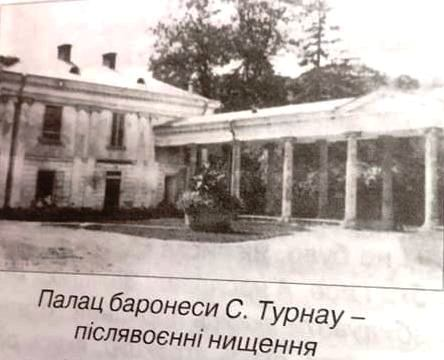 Палац баронеси С. Турнау –
післявоєнні нищення